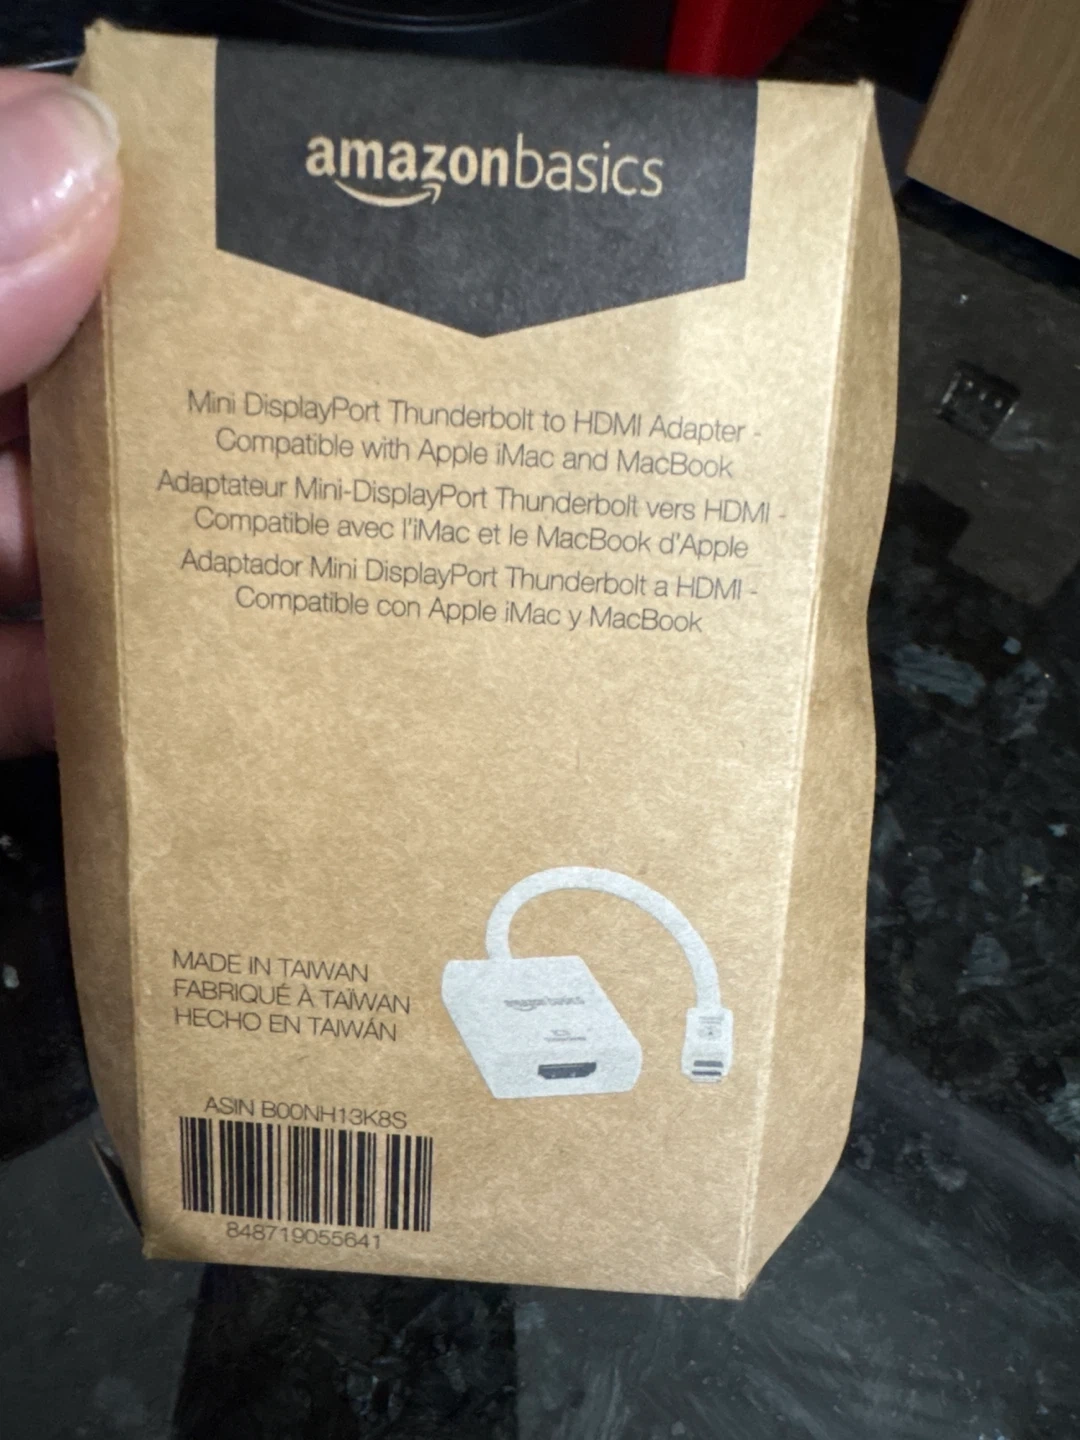 amazonbasics
Mini DisplayPort Thunderbolt to HDMI Adapter -
Compatible with Apple iMac and MacBook
Adaptateur Mini-DisplayPort Thunderbolt vers HDMI -
Compatible avec l'iMac et le MacBook d'Apple
Adaptador Mini DisplayPort Thunderbolt a HDMI -
Compatible con Apple iMac y MacBook
amazonbasics
MADE IN TAIWAN
FABRIQUÉ À TAÏWAN
HECHO EN TAIWÁN
ASIN B00NH13K8S
848719055641